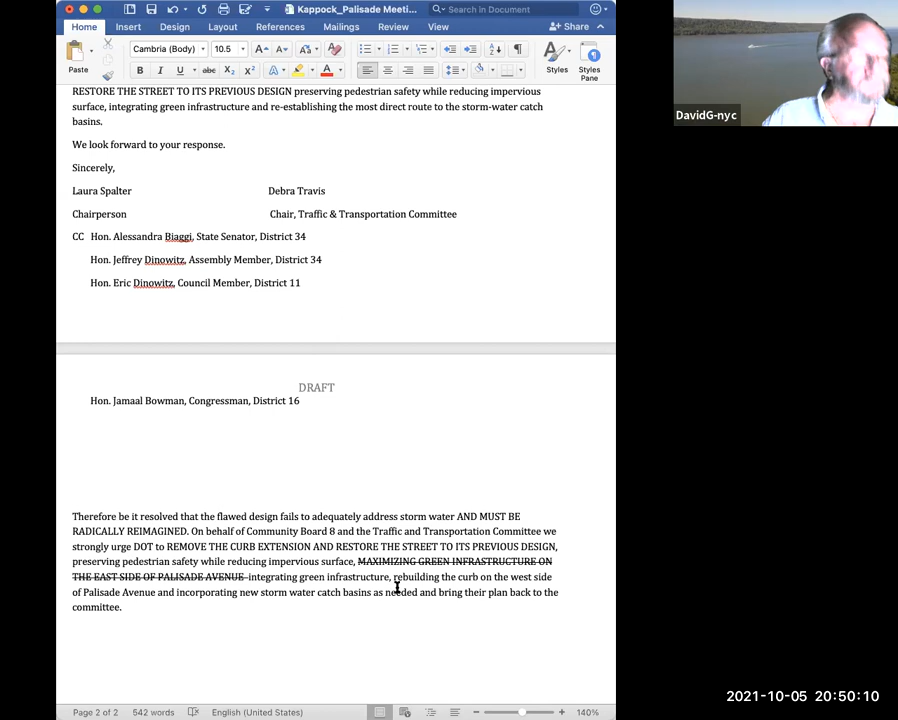 Kappock_Palisade Meeti...
Search in Document
Home Insert Design Layout References Mailings Review View Share
Paste
Cambria (Body) 10.5
Styles Styles Pane
RESTORE THE STREET TO ITS PREVIOUS DESIGN preserving pedestrian safety while reducing impervious
surface, integrating green infrastructure and re-establishing the most direct route to the storm-water catch
basins.
We look forward to your response.
Sincerely,
Laura Spalter Debra Travis
Chairperson Chair, Traffic & Transportation Committee
CC Hon. Alessandra Biaggi, State Senator, District 34
Hon. Jeffrey Dinowitz, Assembly Member, District 34
Hon. Eric Dinowitz, Council Member, District 11
DRAFT
Hon. Jamaal Bowman, Congressman, District 16
Therefore be it resolved that the flawed design fails to adequately address storm water AND MUST BE
RADICALLY REIMAGINED. On behalf of Community Board 8 and the Traffic and Transportation Committee we
strongly urge DOT to REMOVE THE CURB EXTENSION AND RESTORE THE STREET TO ITS PREVIOUS DESIGN,
preserving pedestrian safety while reducing impervious surface, MAXIMIZING GREEN INFRASTRUCTURE ON
THE EAST SIDE OF PALISADE AVENUE integrating green infrastructure, rebuilding the curb on the west side
of Palisade Avenue and incorporating new storm water catch basins as needed and bring their plan back to the
committee.
Page 2 of 2 542 words English (United States) 140%
DavidG-nyc
2021-10-05 20:50:10